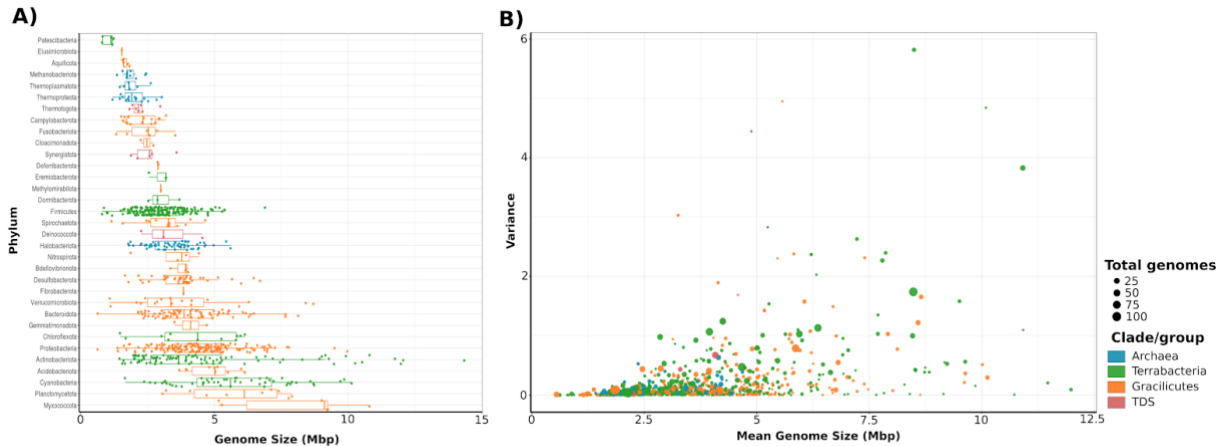 A)
Phylum
Patescibacteria
Elusimicrobiota
Aquificota
Methanobacteriota
Thermoplasmatota
Thermoproteota
Thermotogota
Campylobacterota
Fusobacteriota
Cloacimonadota
Synergistota
Deferribacterota
Eremiobacterota
Methylomirabilota
Dormibacterota
Firmicutes
Spirochaetota
Deinococcota
Halobacteriota
Nitrospirota
Bdellovibrionota
Desulfobacterota
Fibrobacterota
Verrucomicrobiota
Bacteroidota
Gemmatimonadota
Chloroflexota
Proteobacteria
Actinobacteriota
Acidobacteriota
Cyanobacteria
Planctomycetota
Myxococcota
0 5 10 15
Genome Size (Mbp)
B)
Variance
6
4
2
0
2.5 5 7.5 10 12.5
Mean Genome Size (Mbp)
Total genomes
25
50
75
100
Clade/group
Archaea
Terrabacteria
Gracilicutes
TDS